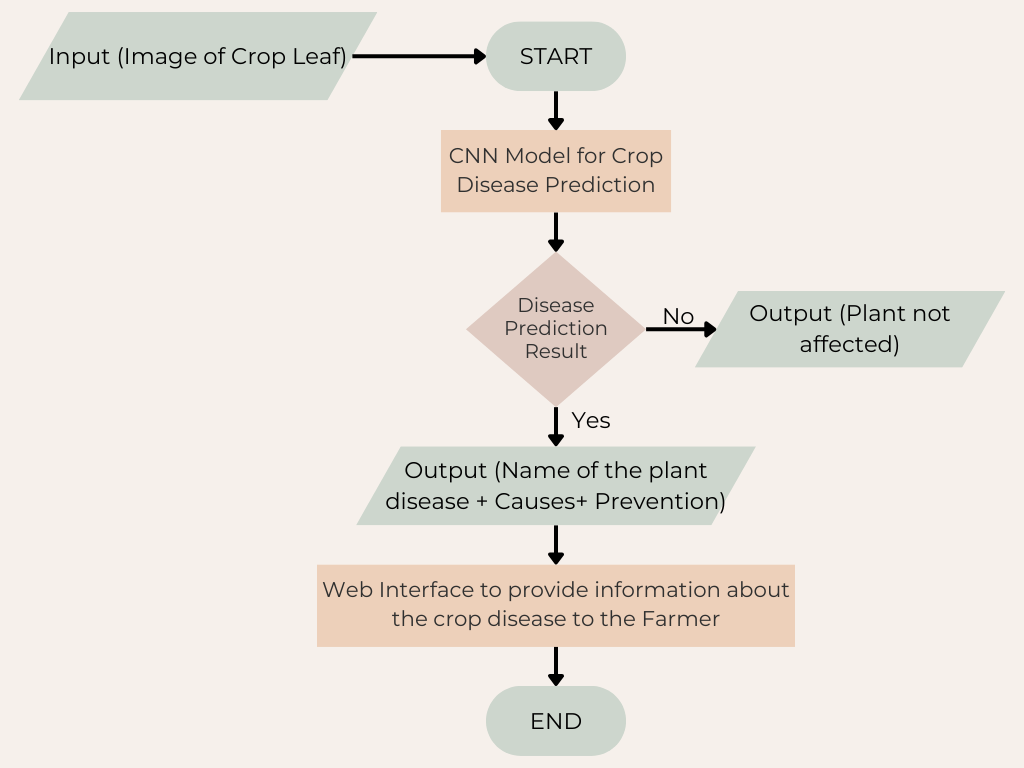 Input (Image of Crop Leaf)
START
CNN Model for Crop
Disease Prediction
Disease
Prediction
Result
No
Output (Plant not
affected)
Yes
Output (Name of the plant
disease + Causes+ Prevention)
Web Interface to provide information about
the crop disease to the Farmer
END